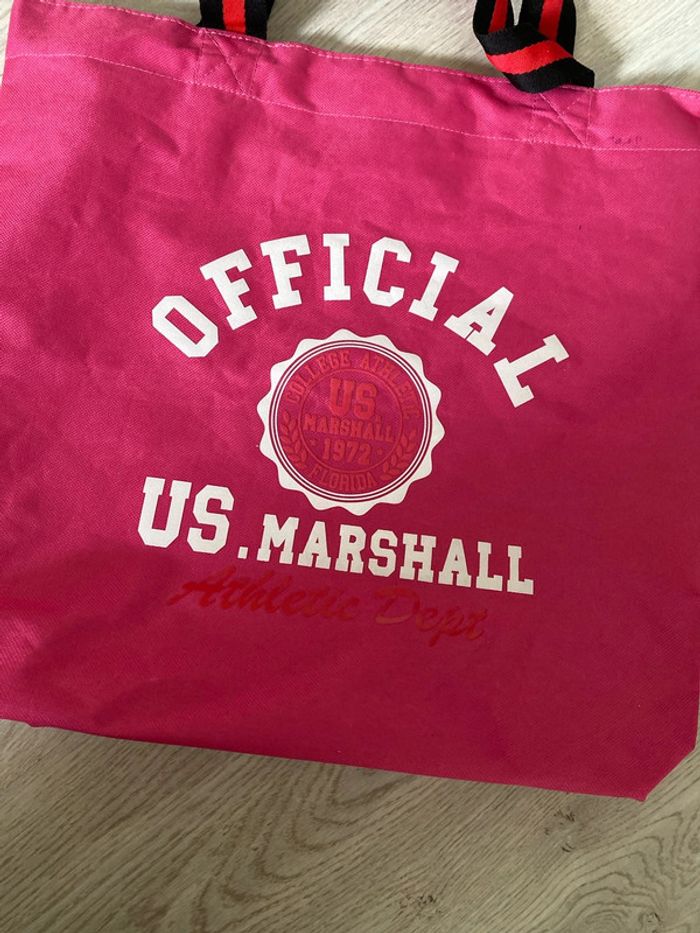 OFFICIAL
COLLEGE ATHLETIC
US
MARSHALL
1972
FLORIDA
US.MARSHALL
Athletic Dept